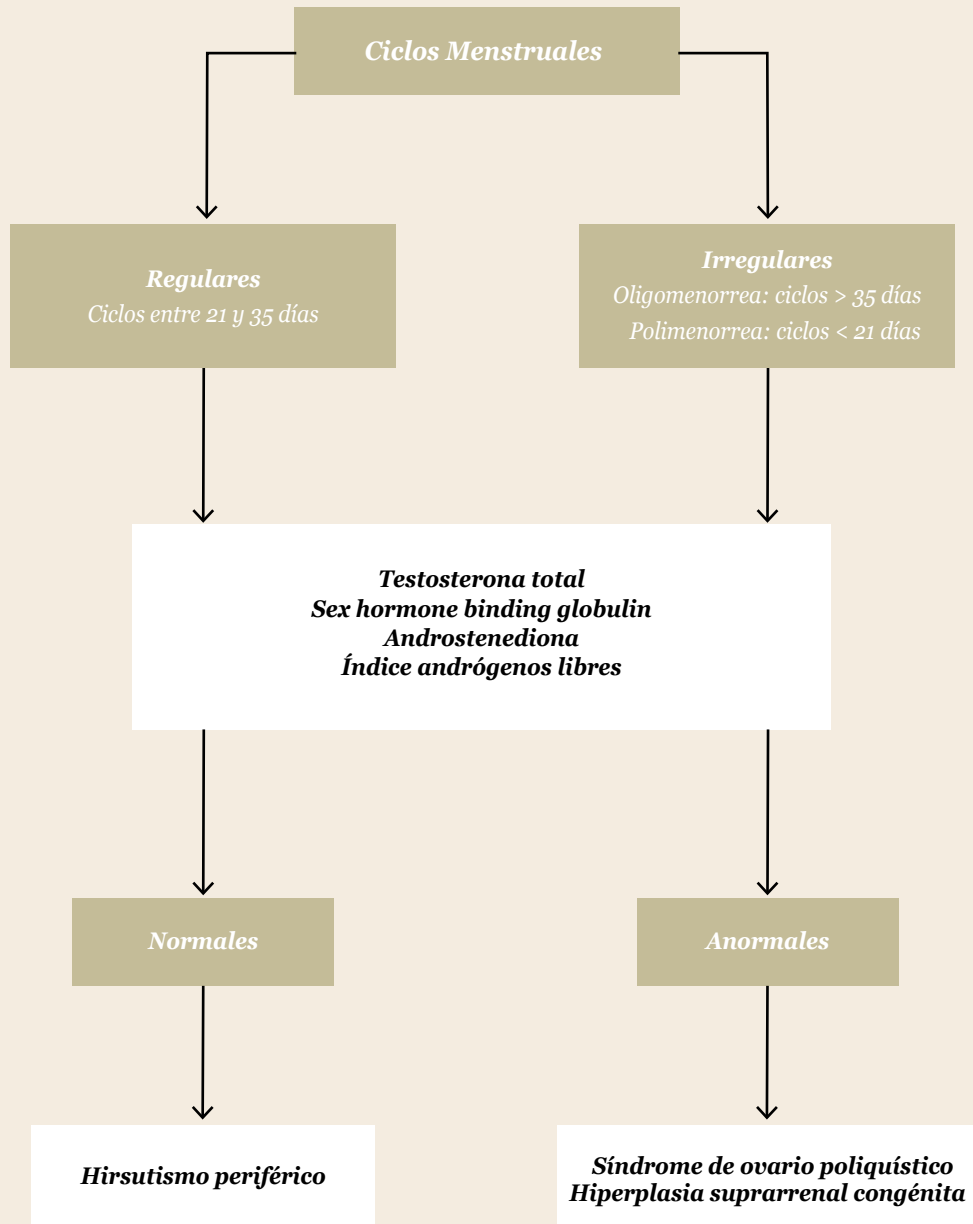 Ciclos Menstruales
Regulares
Ciclos entre 21 y 35 días
Irregulares
Oligomenorrea: ciclos > 35 días
Polimenorrea: ciclos < 21 días
Testosterona total
Sex hormone binding globulin
Androstenediona
Índice andrógenos libres
Normales
Anormales
Hirsutismo periférico
Síndrome de ovario poliquístico
Hiperplasia suprarrenal congénita